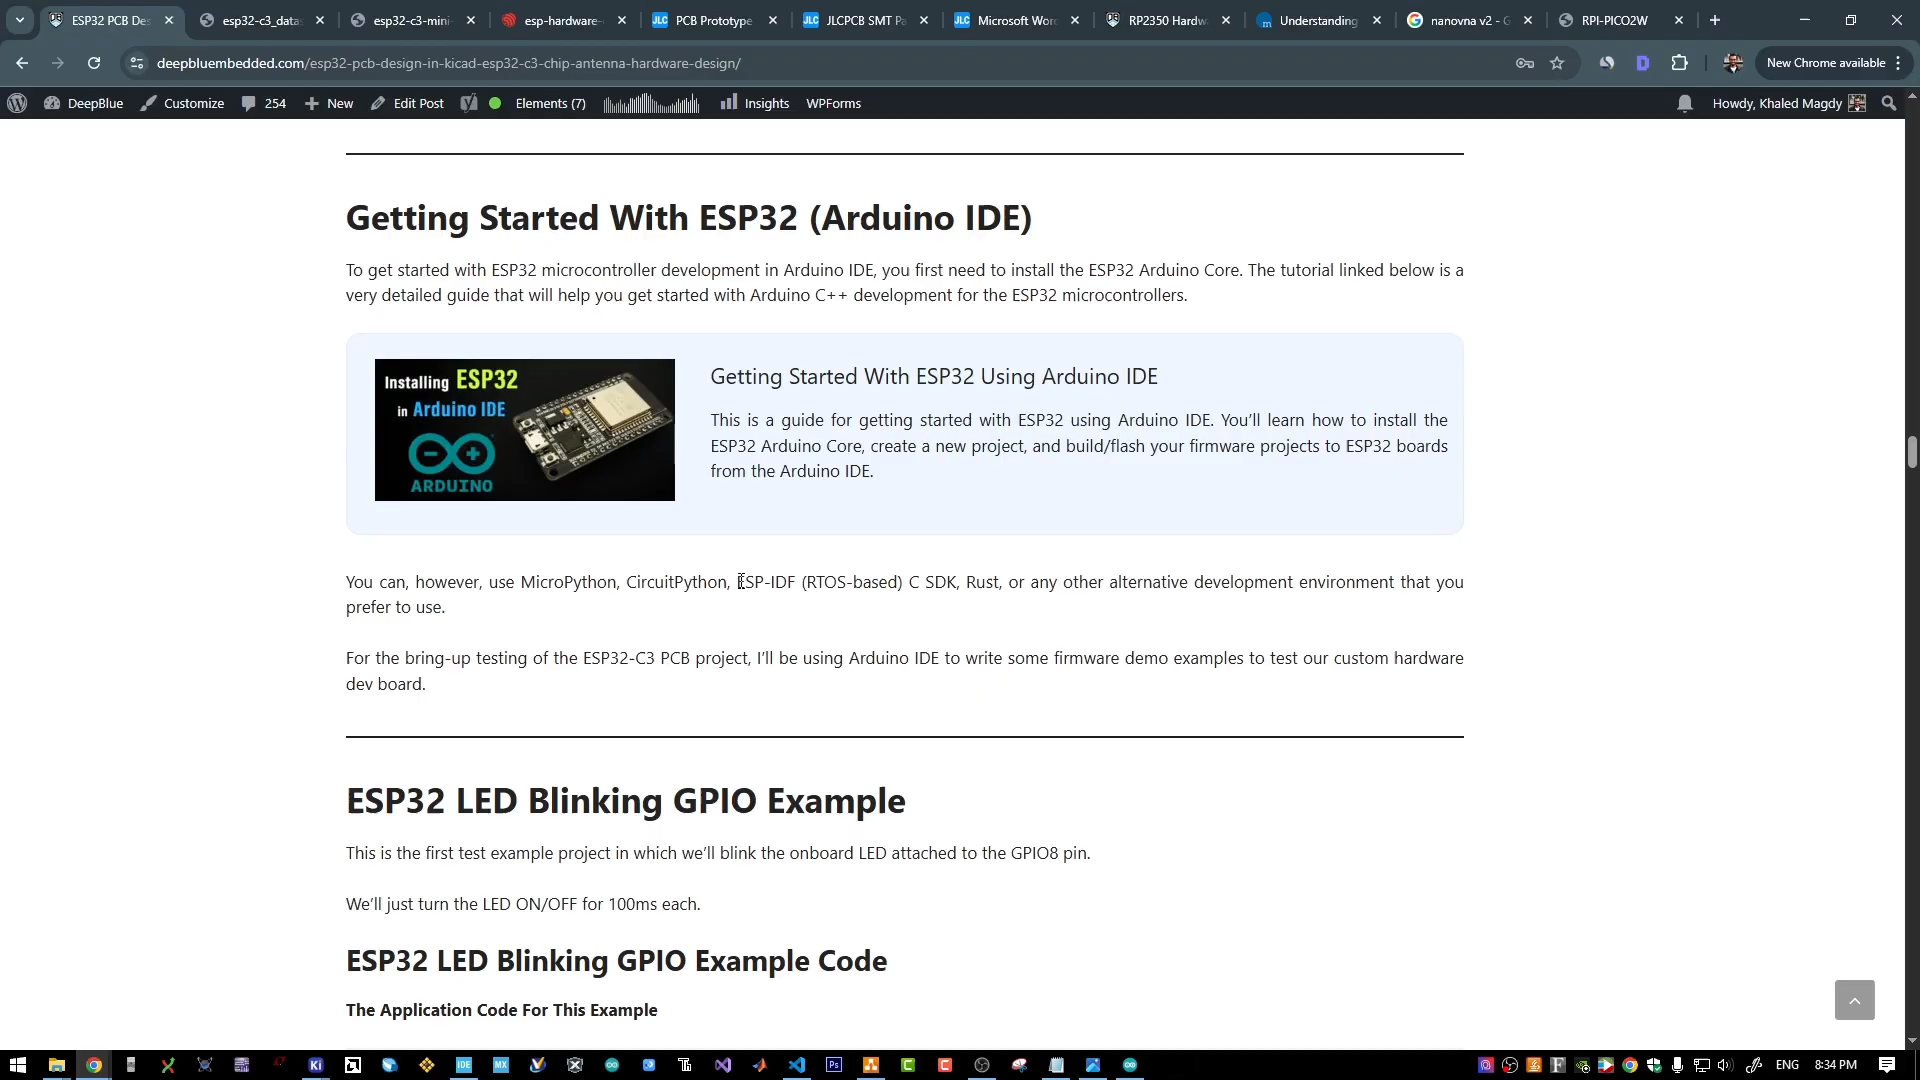 ESP32 PCB Des
esp32-c3_data
esp32-c3-mini-
esp-hardware-
PCB Prototype
JLCPCB SMT Pa
Microsoft Wor
RP2350 Hardw
Understanding
nanovna v2 - G
RPI-PICO2W
deepbluembedded.com/esp32-pcb-design-in-kicad-esp32-c3-chip-antenna-hardware-design/
New Chrome available
DeepBlue
Customize
254
New
Edit Post
Elements (7)
Insights
WPForms
Howdy, Khaled Magdy
Getting Started With ESP32 (Arduino IDE)
To get started with ESP32 microcontroller development in Arduino IDE, you first need to install the ESP32 Arduino Core. The tutorial linked below is a
very detailed guide that will help you get started with Arduino C++ development for the ESP32 microcontrollers.
Installing ESP32
in Arduino IDE
ARDUINO
Getting Started With ESP32 Using Arduino IDE
This is a guide for getting started with ESP32 using Arduino IDE. You’ll learn how to install the
ESP32 Arduino Core, create a new project, and build/flash your firmware projects to ESP32 boards
from the Arduino IDE.
You can, however, use MicroPython, CircuitPython, ESP-IDF (RTOS-based) C SDK, Rust, or any other alternative development environment that you
prefer to use.
For the bring-up testing of the ESP32-C3 PCB project, I’ll be using Arduino IDE to write some firmware demo examples to test our custom hardware
dev board.
ESP32 LED Blinking GPIO Example
This is the first test example project in which we’ll blink the onboard LED attached to the GPIO8 pin.
We’ll just turn the LED ON/OFF for 100ms each.
ESP32 LED Blinking GPIO Example Code
The Application Code For This Example
ENG
8:34 PM